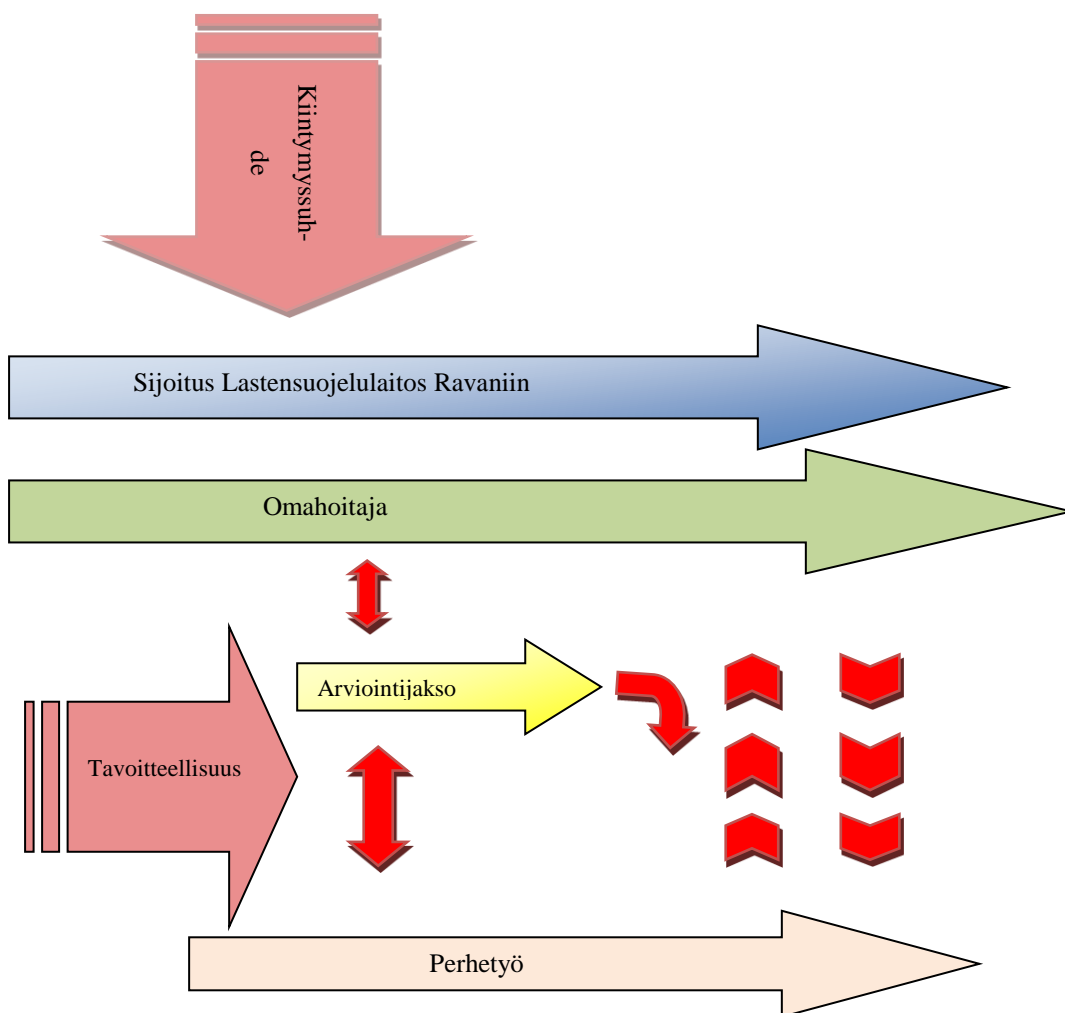 Kiintymyssuh-
de
Sijoitus Lastensuojelulaitos Ravaniin
Omahoitaja
Arviointijakso
Tavoitteellisuus
Perhetyö